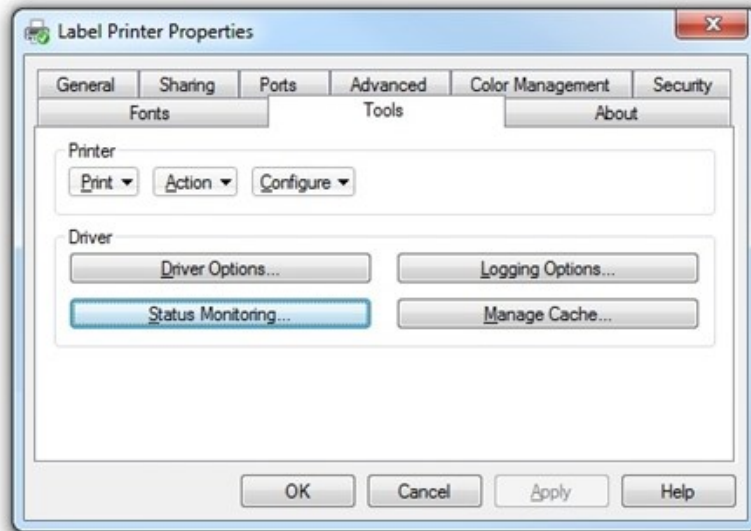 Label Printer Properties
General Sharing Ports Advanced Color Management Security
Fonts Tools About
Printer
Print Action Configure
Driver
Driver Options... Logging Options...
Status Monitoring... Manage Cache...
OK Cancel Apply Help